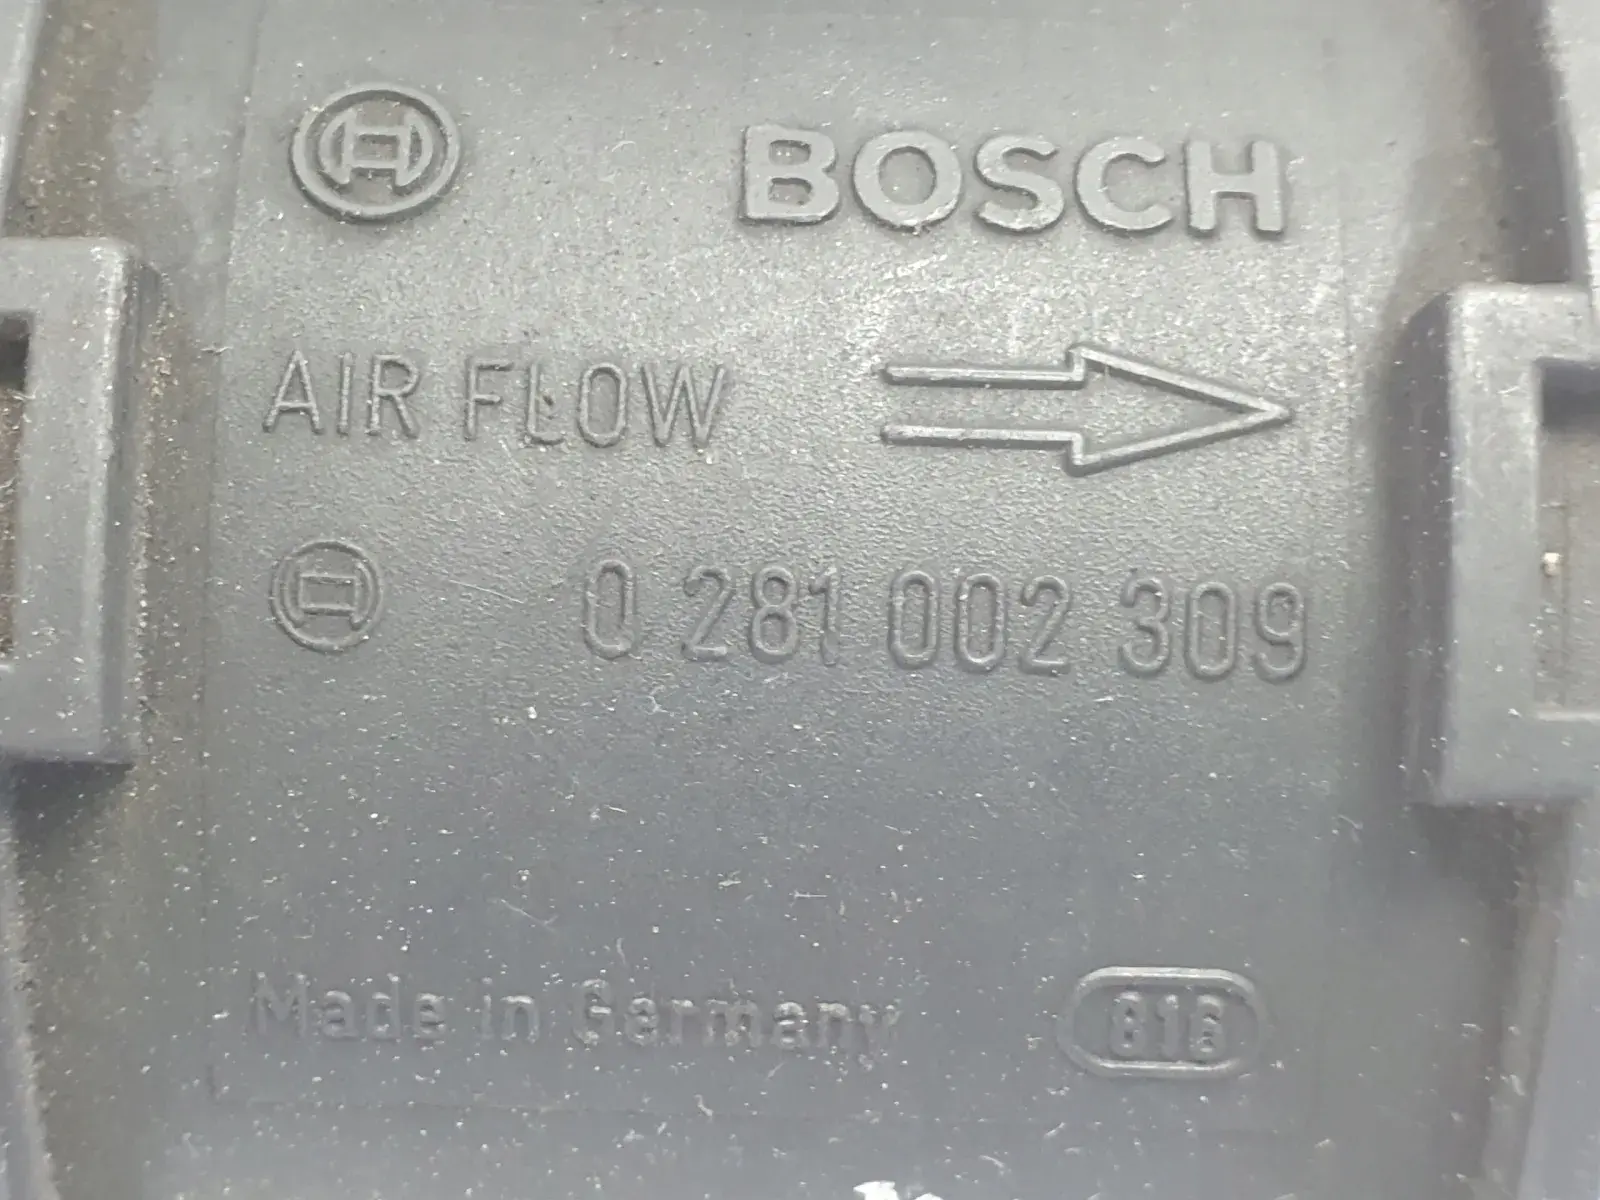 BOSCH
AIR FLOW
0 281 002 309
Made in Germany
816